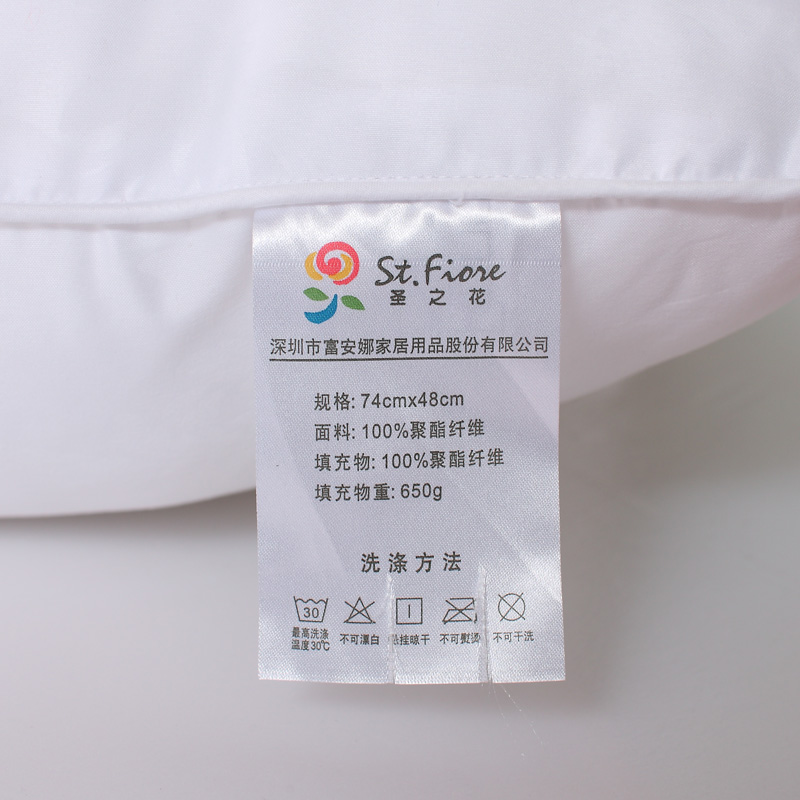 St.Fiore
圣之花
深圳市富安娜家居用品股份有限公司
规格: 74cmx48cm
面料: 100%聚酯纤维
填充物: 100%聚酯纤维
填充物重: 650g
洗涤方法
30
最高洗涤
温度30℃
不可漂白
悬挂晾干
不可熨烫
不可干洗